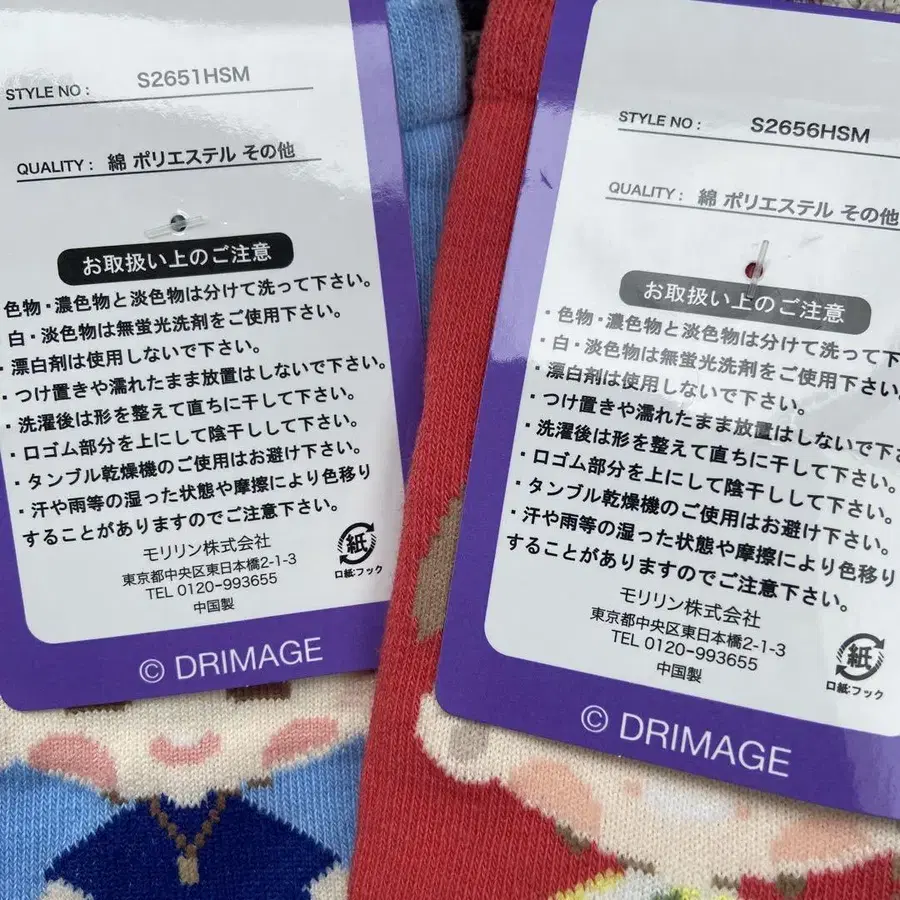 STYLE NO : S2651HSM
QUALITY : 綿 ポリエステル その他
お取扱い上のご注意
色物・濃色物と淡色物は分けて洗って下さい。
白・淡色物は無蛍光洗剤をご使用下さい。
・漂白剤は使用しないで下さい。
・つけ置きや濡れたまま放置はしないで下さい。
・洗濯後は形を整えて直ちに干して下さい。
・口ゴム部分を上にして陰干しして下さい。
・タンブル乾燥機のご使用はお避け下さい。
・汗や雨等の湿った状態や摩擦により色移り
することがありますのでご注意下さい。
モリリン株式会社
東京都中央区東日本橋2-1-3
TEL 0120-993655
中国製
紙
口紙:フック
© DRIMAGE
STYLE NO : S2656HSM
QUALITY : 綿 ポリエステル その他
お取扱い上のご注意
・色物・濃色物と淡色物は分けて洗って下
・白・淡色物は無蛍光洗剤をご使用下さい。
・漂白剤は使用しないで下さい。
・つけ置きや濡れたまま放置はしないで下
・洗濯後は形を整えて直ちに干して下さい。
・口ゴム部分を上にして陰干しして下さい。
・タンブル乾燥機のご使用はお避け下さい。
・汗や雨等の湿った状態や摩擦により色移り
することがありますのでご注意下さい。
モリリン株式会社
東京都中央区東日本橋2-1-3
TEL 0120-993655
中国製
紙
口紙:フック
© DRIMAGE